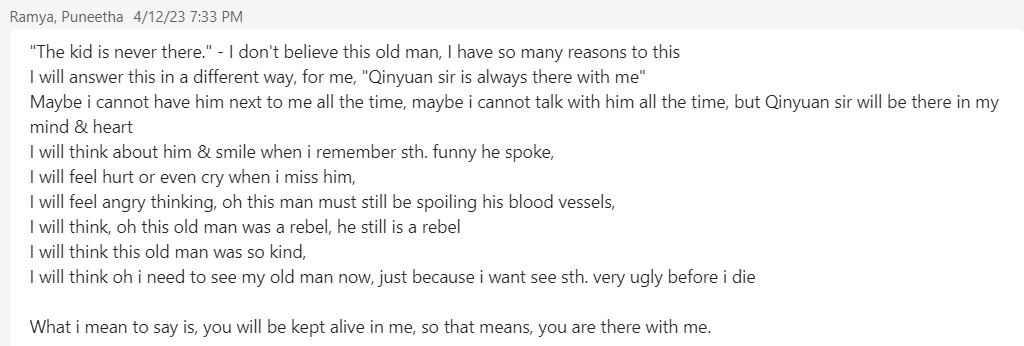 Ramya, Puneetha 4/12/23 7:33 PM
"The kid is never there." - I don't believe this old man, I have so many reasons to this
I will answer this in a different way, for me, "Qinyuan sir is always there with me"
Maybe i cannot have him next to me all the time, maybe i cannot talk with him all the time, but Qinyuan sir will be there in my
mind & heart
I will think about him & smile when i remember sth. funny he spoke,
I will feel hurt or even cry when i miss him,
I will feel angry thinking, oh this man must still be spoiling his blood vessels,
I will think, oh this old man was a rebel, he still is a rebel
I will think this old man was so kind,
I will think oh i need to see my old man now, just because i want see sth. very ugly before i die
What i mean to say is, you will be kept alive in me, so that means, you are there with me.